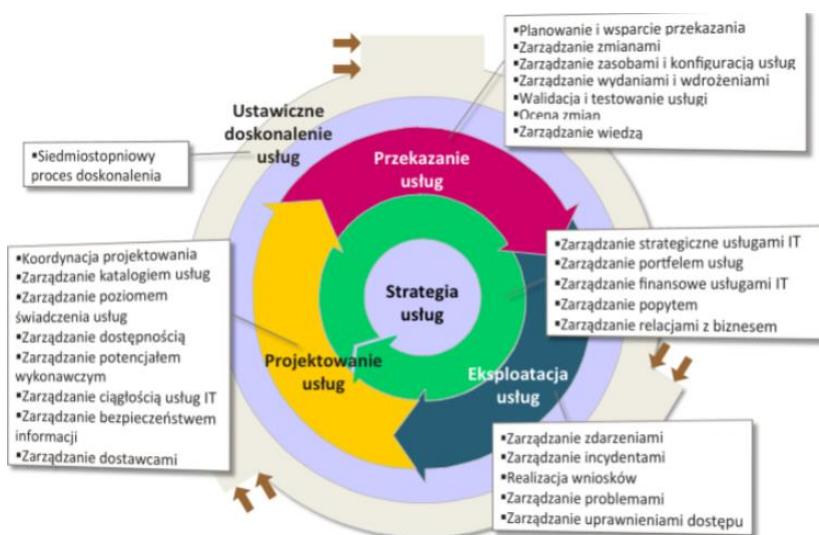 ▪Planowanie i wsparcie przekazania
▪Zarządzanie zmianami
▪Zarządzanie zasobami i konfiguracją usług
▪Zarządzanie wydaniami i wdrożeniami
▪Walidacja i testowanie usługi
▪Ocena zmian
▪Zarządzanie wiedzą
Ustawiczne
doskonalenie
usług
▪Siedmiostopniowy
proces doskonalenia
Przekazanie
usług
▪Koordynacja projektowania
▪Zarządzanie katalogiem usług
▪Zarządzanie poziomem
świadczenia usług
▪Zarządzanie dostępnością
▪Zarządzanie potencjałem
wykonawczym
▪Zarządzanie ciągłością usług IT
▪Zarządzanie bezpieczeństwem
informacji
▪Zarządzanie dostawcami
Projektowanie
usług
Strategia
usług
▪Zarządzanie strategiczne usługami IT
▪Zarządzanie portfelem usług
▪Zarządzanie finansowe usługami IT
▪Zarządzanie popytem
▪Zarządzanie relacjami z biznesem
Eksploatacja
usług
▪Zarządzanie zdarzeniami
▪Zarządzanie incydentami
▪Realizacja wniosków
▪Zarządzanie problemami
▪Zarządzanie uprawnieniami dostępu